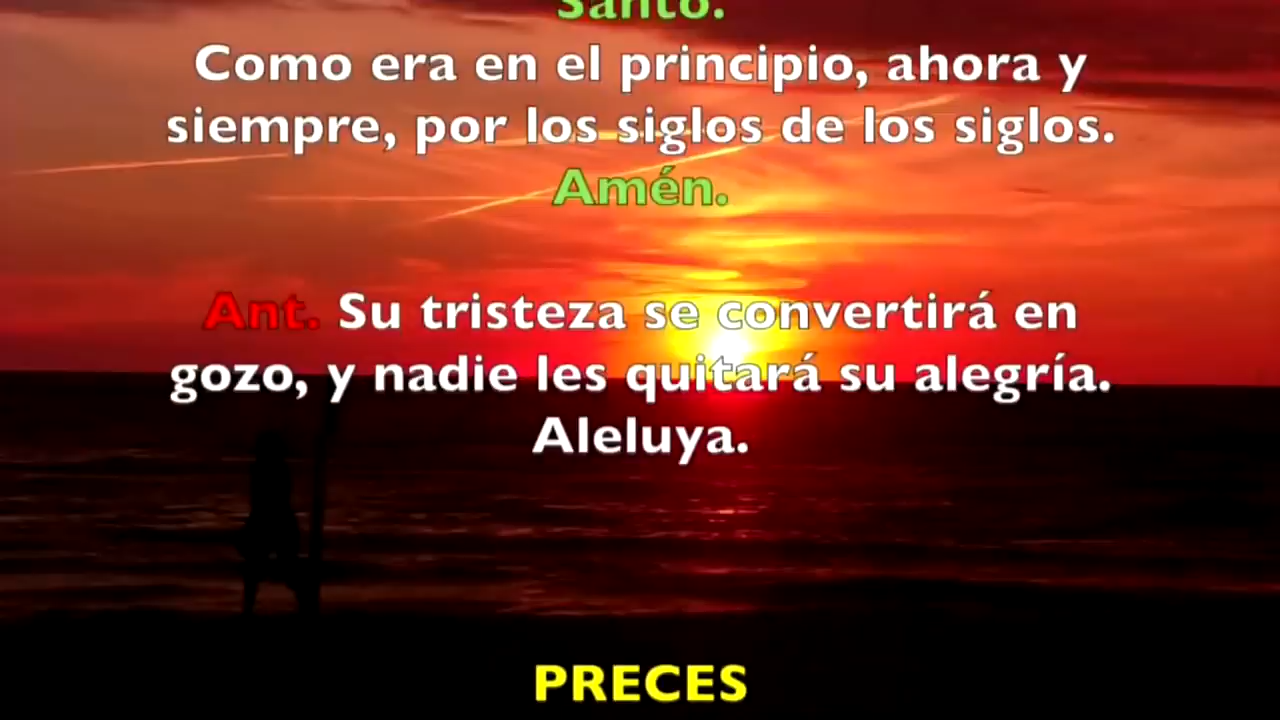 Santo.
Como era en el principio, ahora y
siempre, por los siglos de los siglos.
Amén.
Ant. Su tristeza se convertirá en
gozo, y nadie les quitará su alegría.
Aleluya.
PRECES